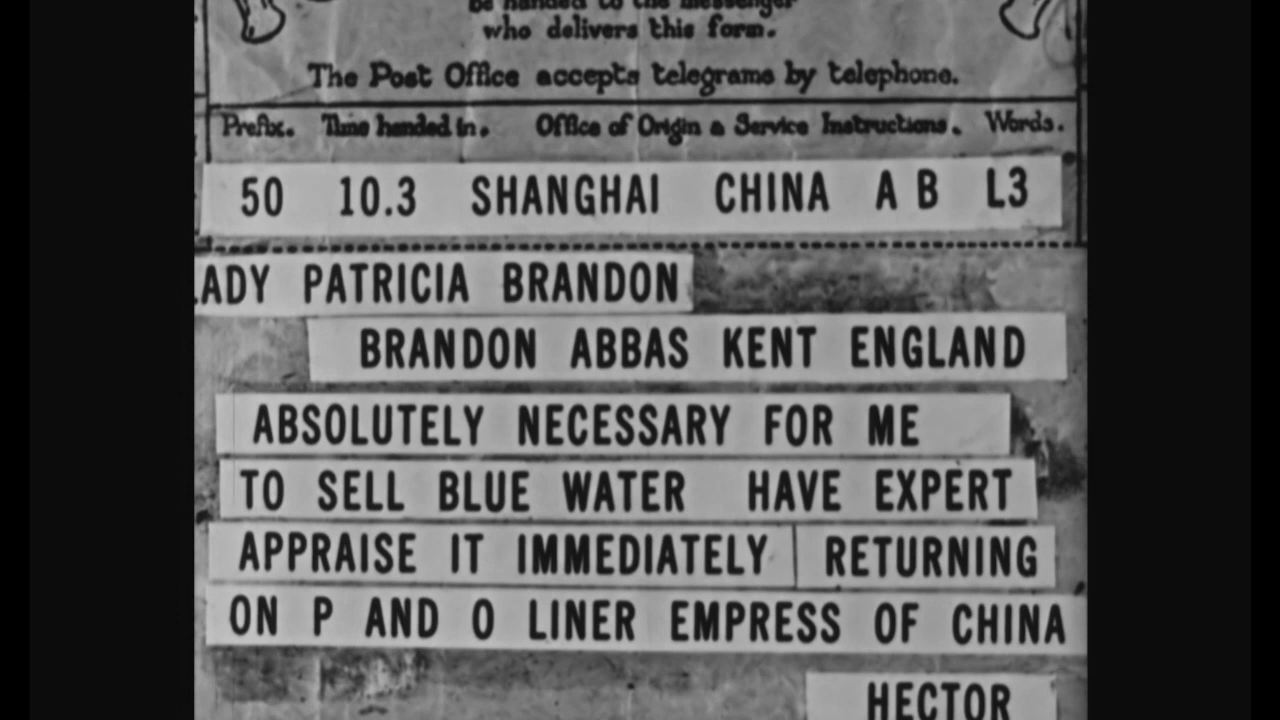 be handed to the messenger
who delivers this form.
The Post Office accepts telegrams by telephone.
Prefix. Time handed in. Office of Origin & Service Instructions. Words.
50 10.3 SHANGHAI CHINA A B L3
LADY PATRICIA BRANDON
BRANDON ABBAS KENT ENGLAND
ABSOLUTELY NECESSARY FOR ME
TO SELL BLUE WATER HAVE EXPERT
APPRAISE IT IMMEDIATELY RETURNING
ON P AND O LINER EMPRESS OF CHINA
HECTOR